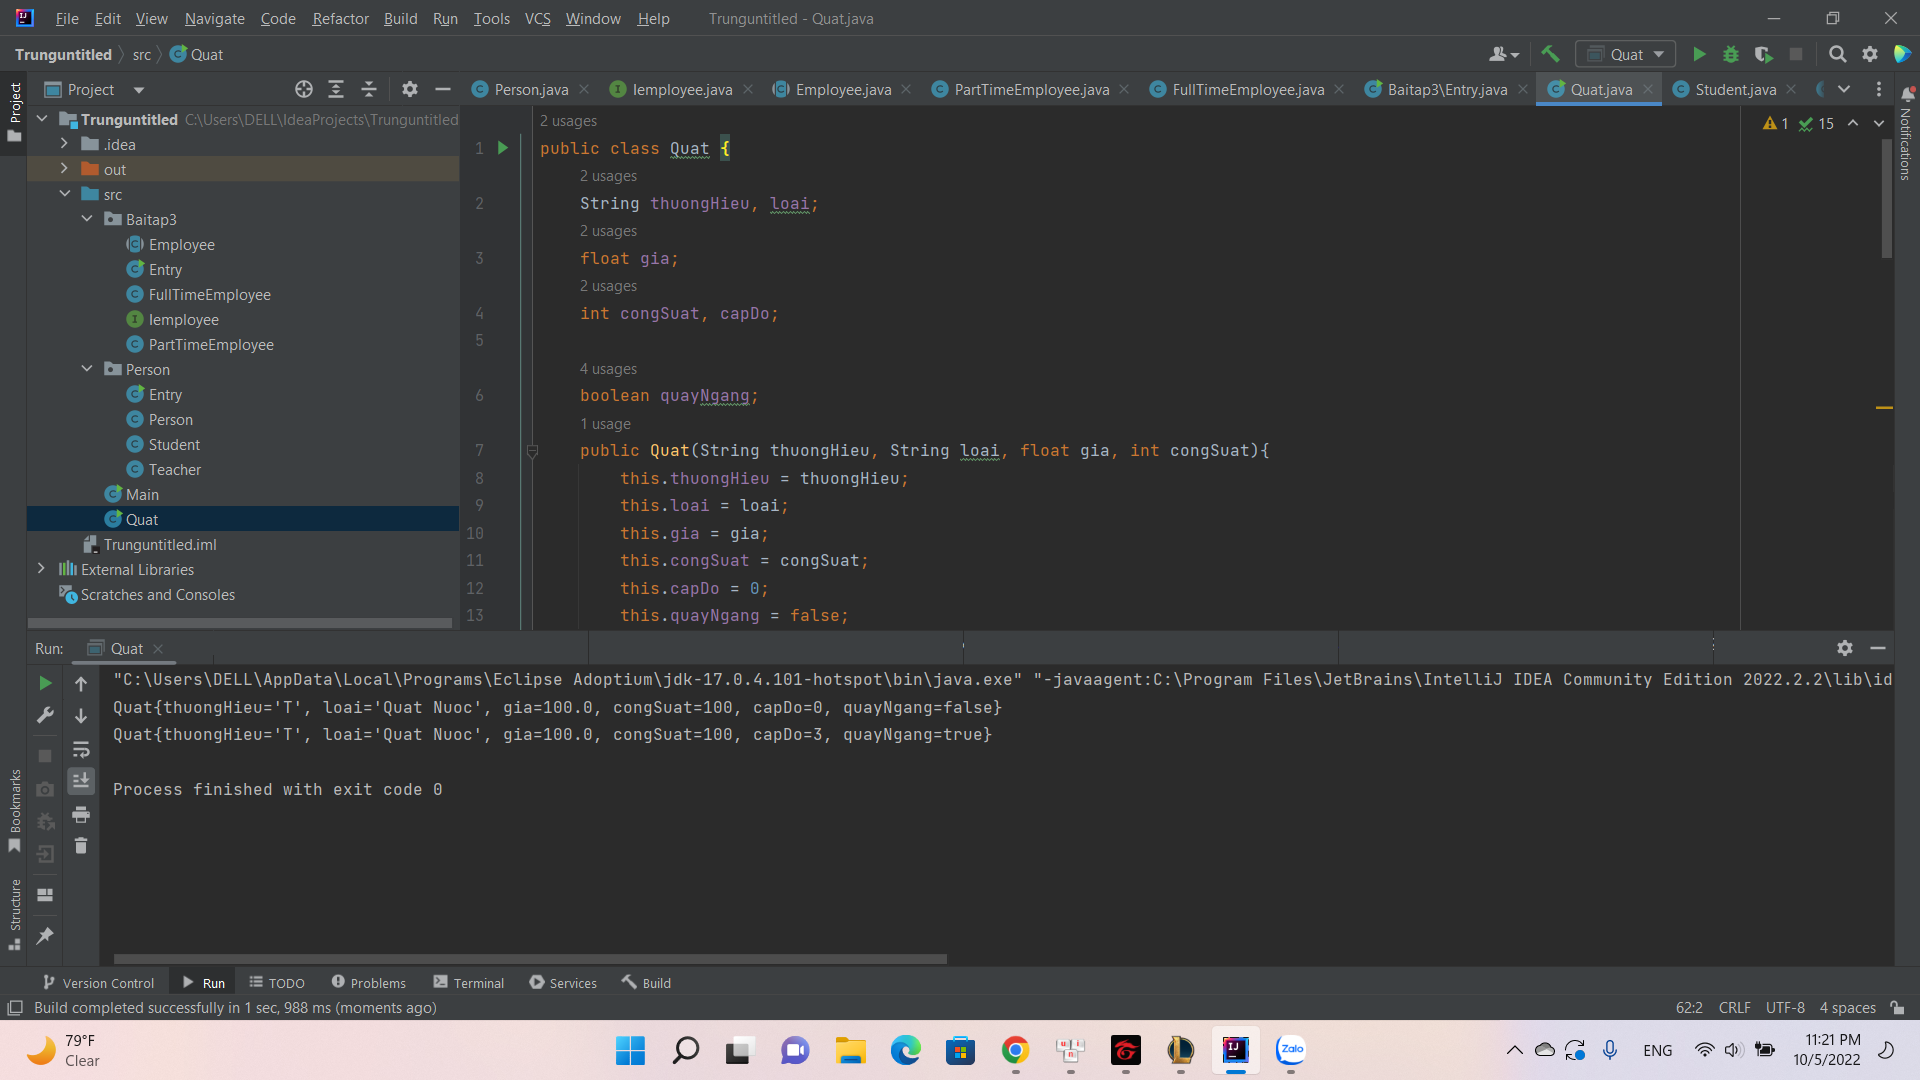 File Edit View Navigate Code Refactor Build Run Tools VCS Window Help Trunguntitled - Quat.java
Trunguntitled src Quat
Quat
Project
Person.java Iemployee.java Employee.java PartTimeEmployee.java FullTimeEmployee.java Baitap3\Entry.java Quat.java Student.java
Project
Notifications
Trunguntitled C:\Users\DELL\IdeaProjects\Trunguntitled
.idea
out
src
Baitap3
Employee
Entry
FullTimeEmployee
Iemployee
PartTimeEmployee
Person
Entry
Person
Student
Teacher
Main
Quat
Trunguntitled.iml
External Libraries
Scratches and Consoles
1 15
2 usages
1 public class Quat {
2 usages
2 String thuongHieu, loai;
2 usages
3 float gia;
2 usages
4 int congSuat, capDo;
5
4 usages
6 boolean quayNgang;
1 usage
7 public Quat(String thuongHieu, String loai, float gia, int congSuat){
8 this.thuongHieu = thuongHieu;
9 this.loai = loai;
10 this.gia = gia;
11 this.congSuat = congSuat;
12 this.capDo = 0;
13 this.quayNgang = false;
Run: Quat
"C:\Users\DELL\AppData\Local\Programs\Eclipse Adoptium\jdk-17.0.4.101-hotspot\bin\java.exe" "-javaagent:C:\Program Files\JetBrains\IntelliJ IDEA Community Edition 2022.2.2\lib\id
Quat{thuongHieu='T', loai='Quat Nuoc', gia=100.0, congSuat=100, capDo=0, quayNgang=false}
Quat{thuongHieu='T', loai='Quat Nuoc', gia=100.0, congSuat=100, capDo=3, quayNgang=true}
Process finished with exit code 0
Bookmarks
Structure
Version Control Run TODO Problems Terminal Services Build
Build completed successfully in 1 sec, 988 ms (moments ago) 62:2 CRLF UTF-8 4 spaces
79°F
Clear
Zalo
ENG
11:21 PM
10/5/2022